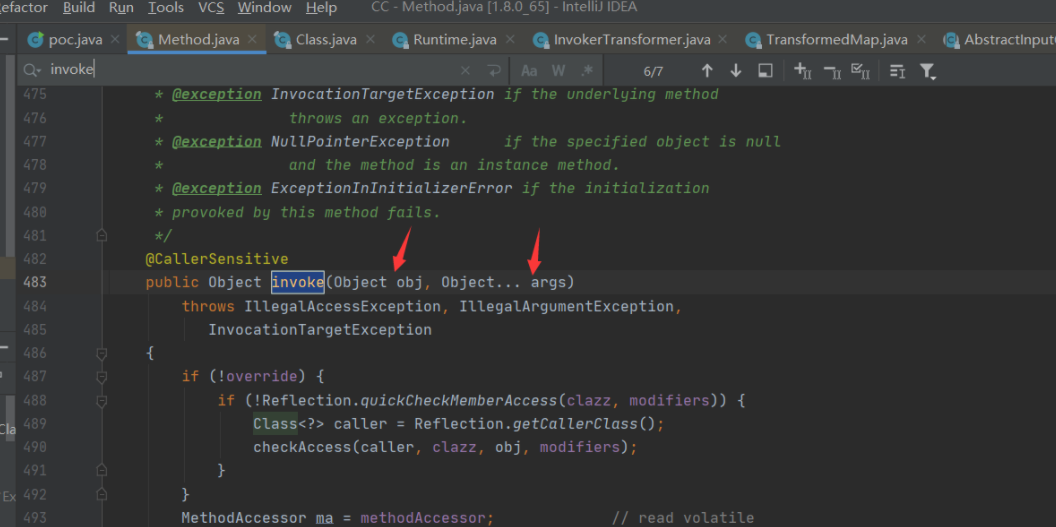 efactor Build Run Tools VCS Window Help CC - Method.java [1.8.0_65] - IntelliJ IDEA
poc.java Method.java Class.java Runtime.java InvokerTransformer.java TransformedMap.java AbstractInput
invoke Aa W .* 6/7
475 * @exception InvocationTargetException if the underlying method
476 * throws an exception.
477 * @exception NullPointerException if the specified object is null
478 * and the method is an instance method.
479 * @exception ExceptionInInitializerError if the initialization
480 * provoked by this method fails.
481 */
482 @CallerSensitive
483 public Object invoke(Object obj, Object... args)
484 throws IllegalAccessException, IllegalArgumentException,
485 InvocationTargetException
486 {
487 if (!override) {
488 if (!Reflection.quickCheckMemberAccess(clazz, modifiers)) {
489 Class<?> caller = Reflection.getCallerClass();
Cla
490 checkAccess(caller, clazz, obj, modifiers);
491 }
Ex
492 }
493 MethodAccessor ma = methodAccessor; // read volatile